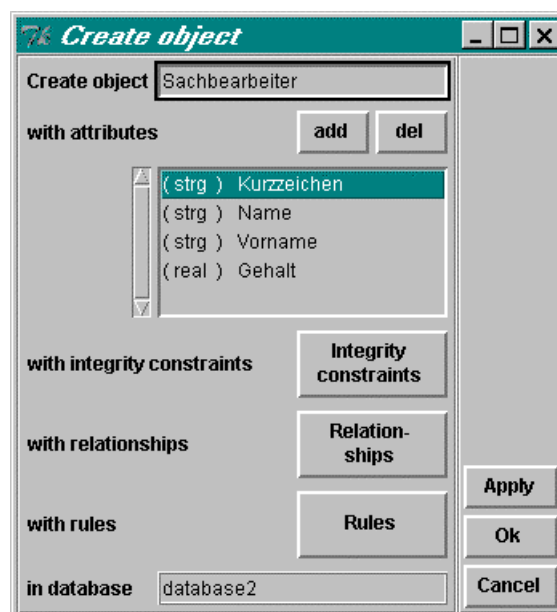 Create object
Create object Sachbearbeiter
with attributes add del
( strg ) Kurzzeichen
( strg ) Name
( strg ) Vorname
( real ) Gehalt
with integrity constraints Integrity
constraints
with relationships Relation-
ships
Apply
with rules Rules
Ok
in database database2
Cancel